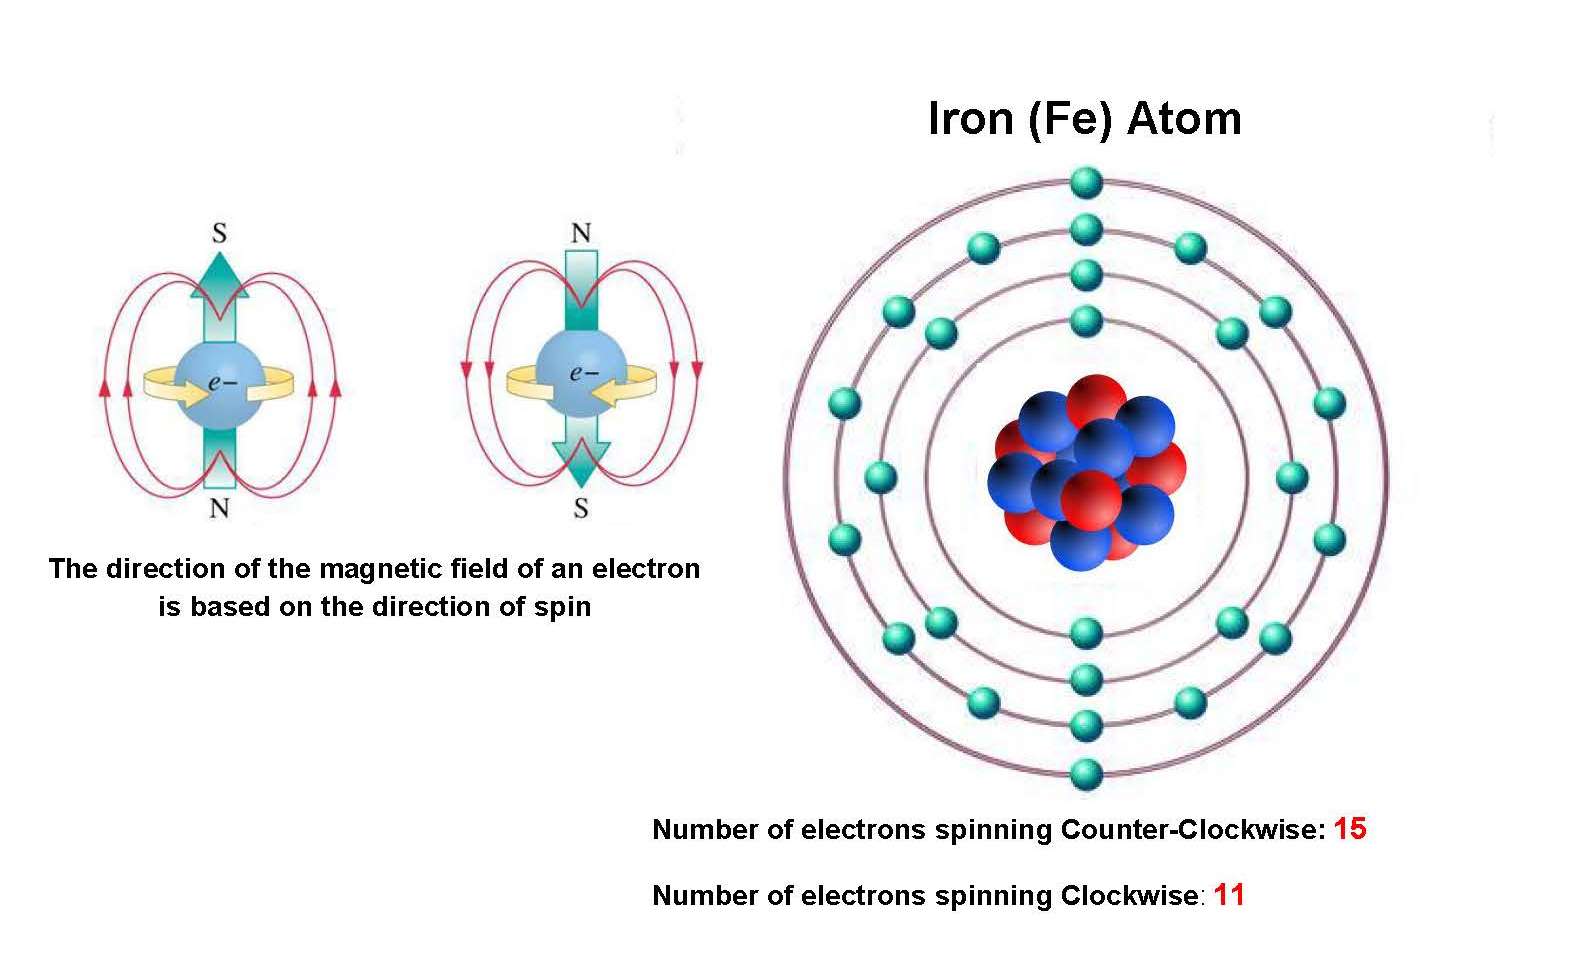 Iron (Fe) Atom
S
N
e–
e–
N
S
The direction of the magnetic field of an electron
is based on the direction of spin
Number of electrons spinning Counter-Clockwise: 15
Number of electrons spinning Clockwise: 11